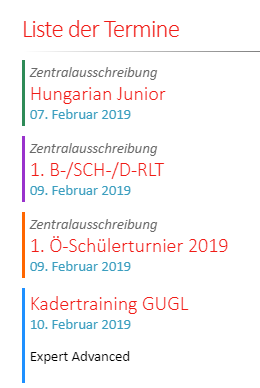 Liste der Termine
Zentralausschreibung
Hungarian Junior
07. Februar 2019
Zentralausschreibung
1. B-/SCH-/D-RLT
09. Februar 2019
Zentralausschreibung
1. Ö-Schülerturnier 2019
09. Februar 2019
Kadertraining GUGL
10. Februar 2019
Expert Advanced